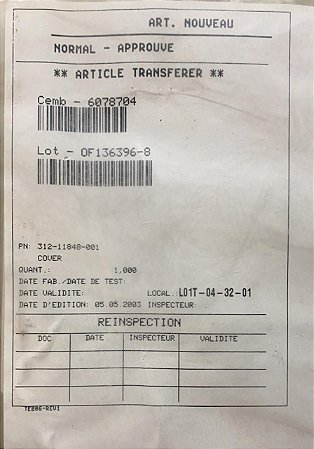 ART. NOUVEAU
NORMAL - APPROUVE
** ARTICLE TRANSFERER **
Cemb - 6078704
Lot - OF136396-8
PN: 312-11848-001
COVER
QUANT.: 1,000
DATE FAB./DATE DE TEST:
DATE VALIDITE: LOCAL.: L01T-04-32-01
DATE D'EDITION: 05.05.2003 INSPECTEUR:
REINSPECTION
DOC DATE INSPECTEUR VALIDITE
TE806-REV1